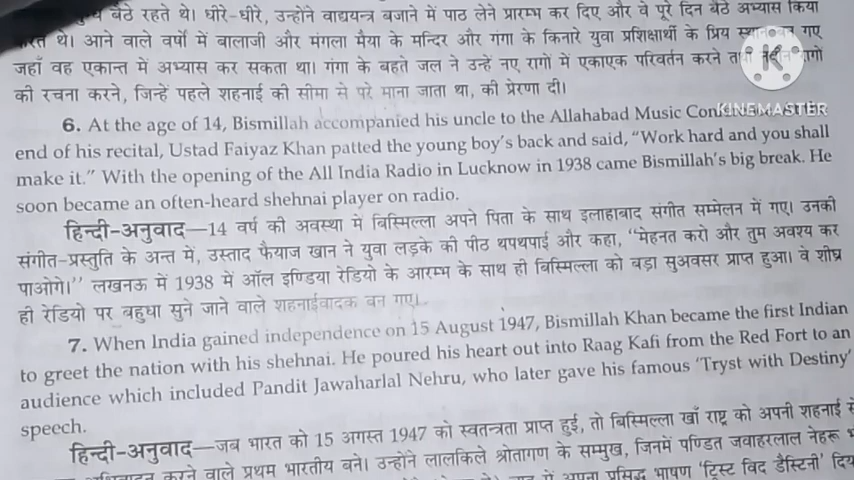 बैठे रहते थे। धीरे-धीरे, उन्होंने वाद्ययन्त्र बजाने में पाठ लेने प्रारम्भ कर दिए और वे पूरे दिन बैठे अभ्यास किया
करते थे। आने वाले वर्षों में बालाजी और मंगला मैया के मन्दिर और गंगा के किनारे युवा प्रशिक्षार्थी के प्रिय गए
जहाँ वह एकान्त में अभ्यास कर सकता था। गंगा के बहते जल ने उन्हें नए रागों में एकाएक परिवर्तन करने रागों
की रचना करने, जिन्हें पहले शहनाई की सीमा से परे माना जाता था, की प्रेरणा दी।
KINEMASTER
6. At the age of 14, Bismillah accompanied his uncle to the Allahabad Music
end of his recital, Ustad Faiyaz Khan patted the young boy's back and said, "Work hard and you shall
make it." With the opening of the All India Radio in Lucknow in 1938 came Bismillah's big break. He
soon became an often-heard shehnai player on radio.
हिन्दी-अनुवाद—14 वर्ष की अवस्था में बिस्मिल्ला अपने पिता के साथ इलाहाबाद संगीत सम्मेलन में गए। उनकी
संगीत-प्रस्तुति के अन्त में, उस्ताद फैयाज खान ने युवा लड़के की पीठ थपथपाई और कहा, "मेहनत करो और तुम अवश्य कर
पाओगे।" लखनऊ में 1938 में ऑल इण्डिया रेडियो के आरम्भ के साथ ही बिस्मिल्ला को बड़ा सुअवसर प्राप्त हुआ। वे शीघ्र
ही रेडियो पर बहुधा सुने जाने वाले शहनाईवादक बन गए।
7. When India gained independence on 15 August 1947, Bismillah Khan became the first Indian
to greet the nation with his shehnai. He poured his heart out into Raag Kafi from the Red Fort to an
audience which included Pandit Jawaharlal Nehru, who later gave his famous 'Tryst with Destiny'
speech.
हिन्दी-अनुवाद—जब भारत को 15 अगस्त 1947 को स्वतन्त्रता प्राप्त हुई, तो बिस्मिल्ला खाँ राष्ट्र को अपनी शहनाई से
करने वाले प्रथम भारतीय बने। उन्होंने लालकिले श्रोतागण के सम्मुख, जिनमें पण्डित जवाहरलाल नेहरू
में अपना प्रसिद्ध भाषण 'ट्रिस्ट विद डैस्टिनी'